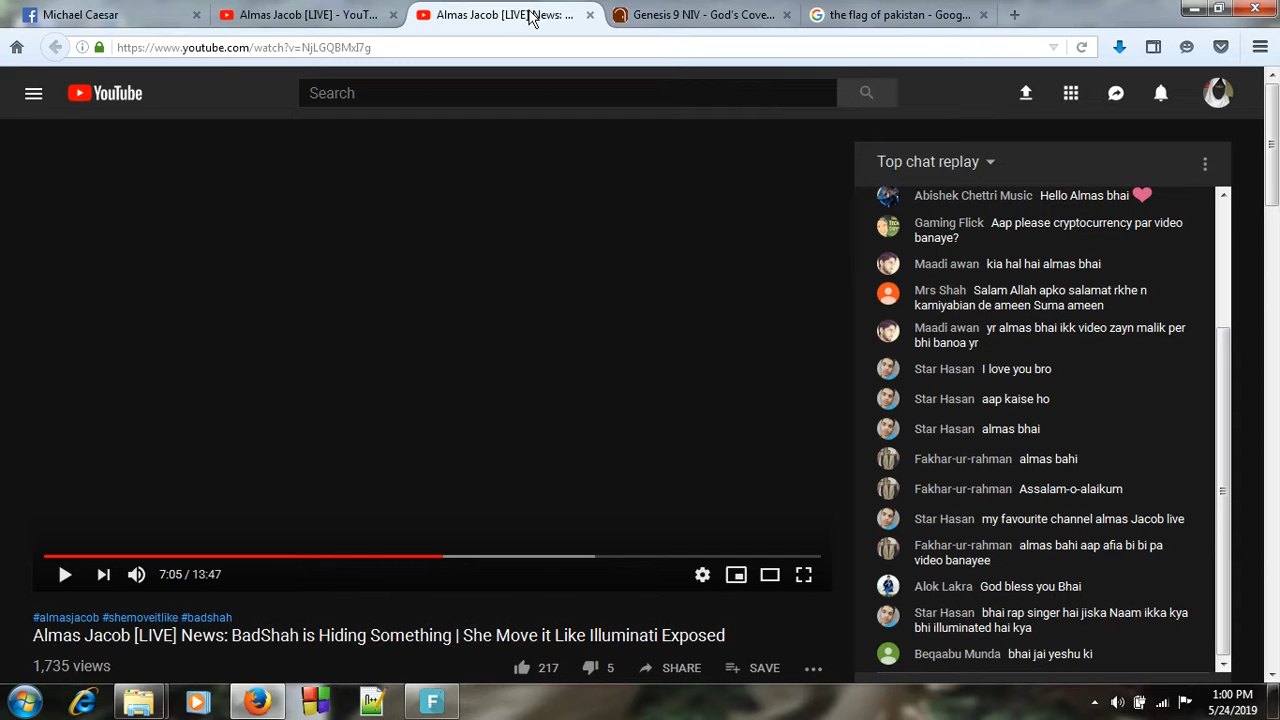 Michael Caesar
Almas Jacob [LIVE] - YouT...
Almas Jacob [LIVE] News: ...
Genesis 9 NIV - God's Cove...
the flag of pakistan - Goog...
https://www.youtube.com/watch?v=NjLGQBMxI7g
YouTube
Search
Top chat replay
Abishek Chettri Music Hello Almas bhai
Gaming Flick Aap please cryptocurrency par video
banaye?
Maadi awan kia hal hai almas bhai
Mrs Shah Salam Allah apko salamat rkhe n
kamiyabian de ameen Suma ameen
Maadi awan yr almas bhai ikk video zayn malik per
bhi banoa yr
Star Hasan I love you bro
Star Hasan aap kaise ho
Star Hasan almas bhai
Fakhar-ur-rahman almas bahi
Fakhar-ur-rahman Assalam-o-alaikum
Star Hasan my favourite channel almas Jacob live
Fakhar-ur-rahman almas bahi aap afia bi bi pa
video banayee
Alok Lakra God bless you Bhai
Star Hasan bhai rap singer hai jiska Naam ikka kya
bhi illuminated hai kya
Beqaabu Munda bhai jai yeshu ki
7:05 / 13:47
#almasjacob #shemoveitlike #badshah
Almas Jacob [LIVE] News: BadShah is Hiding Something | She Move it Like Illuminati Exposed
1,735 views
217
5
SHARE
SAVE
1:00 PM
5/24/2019